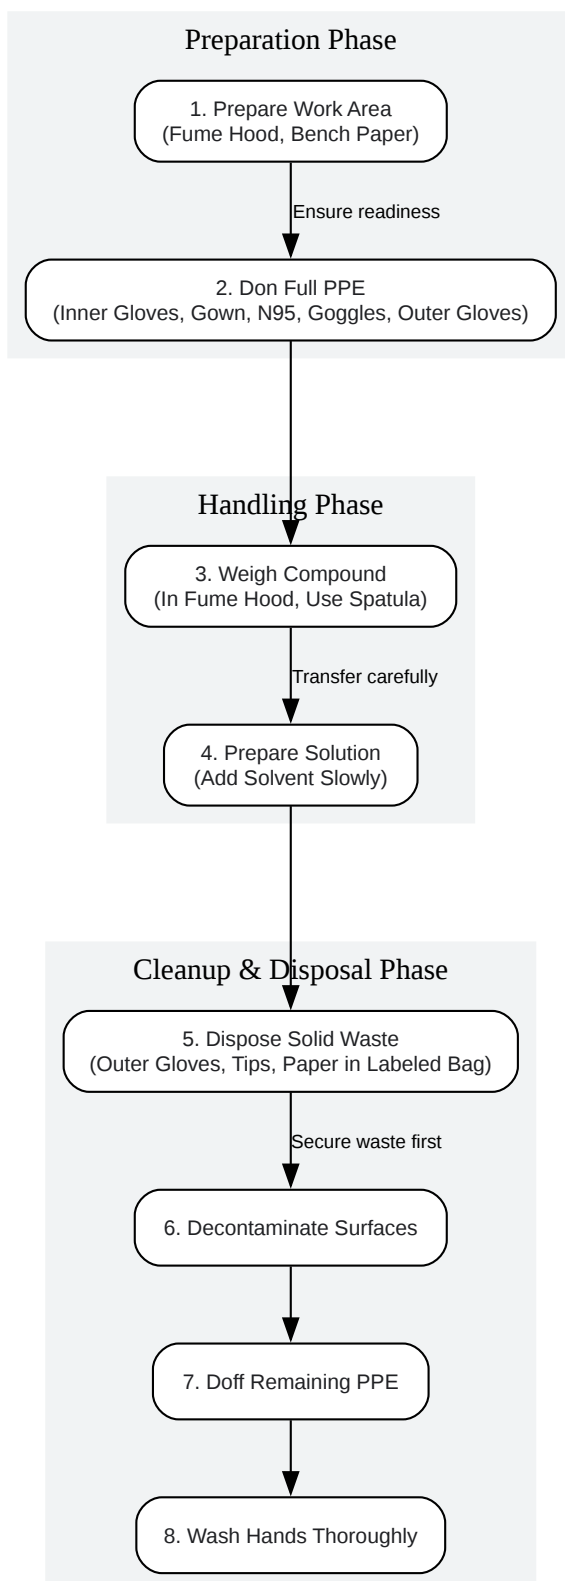 Preparation Phase
1. Prepare Work Area
(Fume Hood, Bench Paper)
Ensure readiness
2. Don Full PPE
(Inner Gloves, Gown, N95, Goggles, Outer Gloves)
Handling Phase
3. Weigh Compound
(In Fume Hood, Use Spatula)
Transfer carefully
4. Prepare Solution
(Add Solvent Slowly)
Cleanup & Disposal Phase
5. Dispose Solid Waste
(Outer Gloves, Tips, Paper in Labeled Bag)
Secure waste first
6. Decontaminate Surfaces
7. Doff Remaining PPE
8. Wash Hands Thoroughly